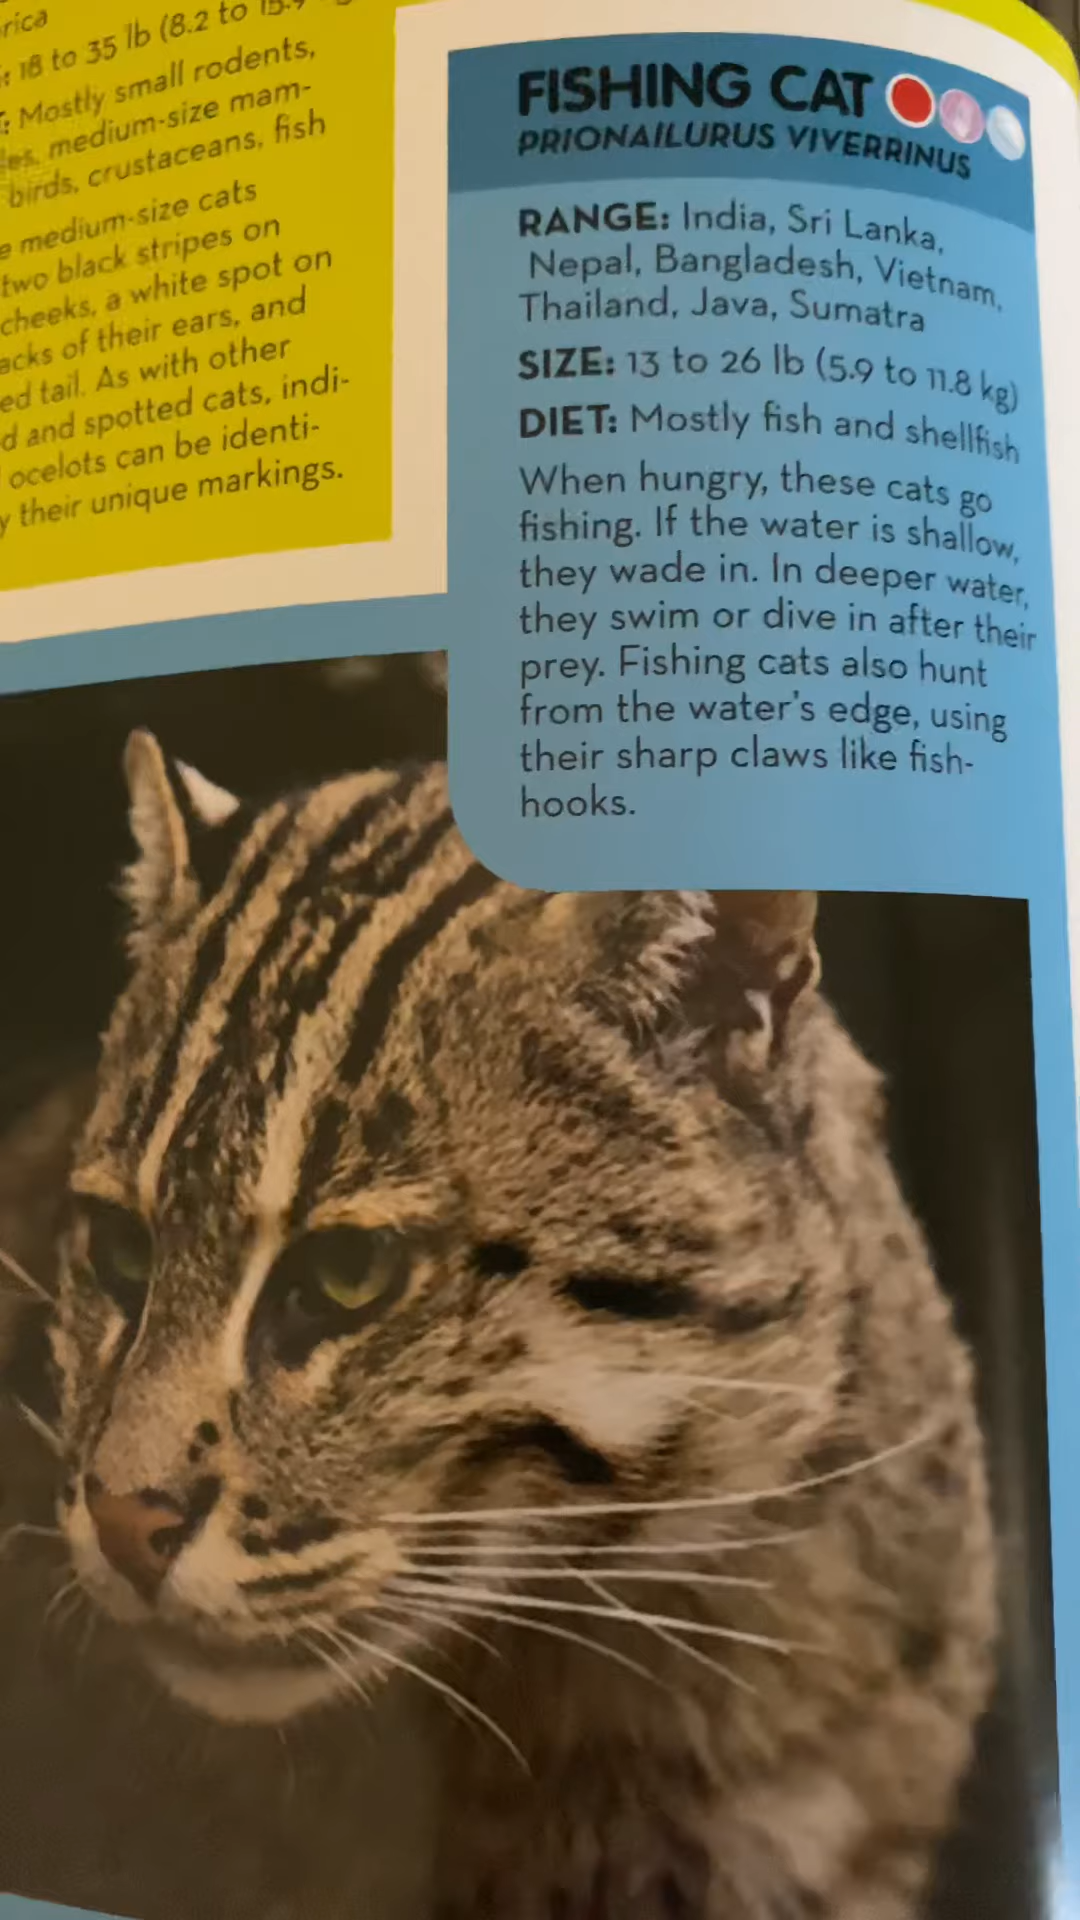 rica
18 to 35 lb (8.2 to 15.9
Mostly small rodents,
medium-size mam-
birds, crustaceans, fish
medium-size cats
two black stripes on
cheeks, a white spot on
acks of their ears, and
ed tail. As with other
d and spotted cats, indi-
ocelots can be identi-
y their unique markings.
FISHING CAT
PRIONAILURUS VIVERRINUS
RANGE: India, Sri Lanka,
Nepal, Bangladesh, Vietnam,
Thailand, Java, Sumatra
SIZE: 13 to 26 lb (5.9 to 11.8 kg)
DIET: Mostly fish and shellfish
When hungry, these cats go
fishing. If the water is shallow,
they wade in. In deeper water,
they swim or dive in after their
prey. Fishing cats also hunt
from the water's edge, using
their sharp claws like fish-
hooks.